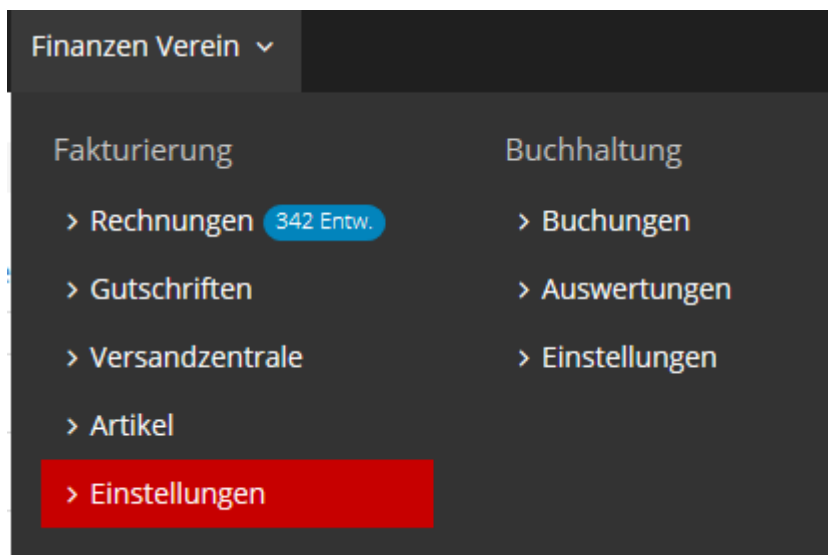 Finanzen Verein
Fakturierung
Rechnungen 342 Entw.
Gutschriften
Versandzentrale
Artikel
Einstellungen
Buchhaltung
Buchungen
Auswertungen
Einstellungen